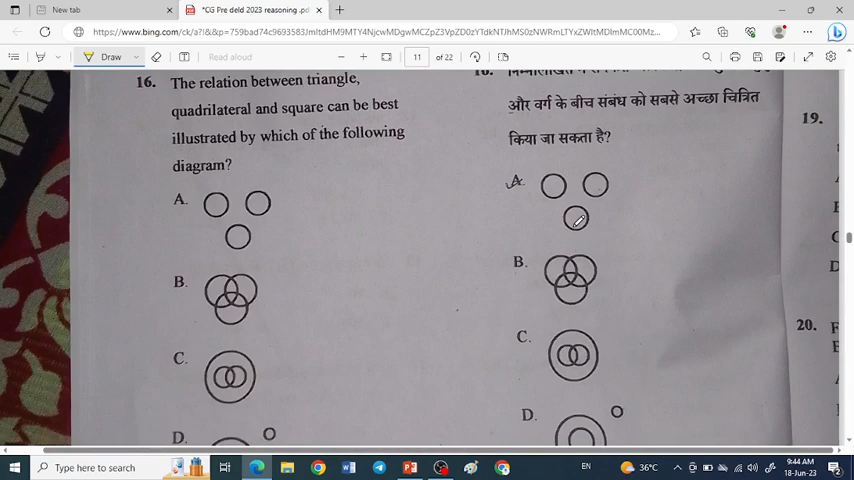 New tab
*CG Pre deld 2023 reasoning .pd
https://www.bing.com/ck/a?!&&p=759bad74c9693583JmltdHM9MTY4NjcwMDgwMCZpZ3VpZD0zYTdkNTJhMS0zNWRmLTYxZWItMDImMC00Mz...
Draw
Read aloud
11 of 22
16. The relation between triangle,
quadrilateral and square can be best
illustrated by which of the following
diagram?
A.
B.
C.
D.
और वर्ग के बीच संबंध को सबसे अच्छा चित्रित
किया जा सकता है?
A.
B.
C.
D.
19.
20. F
Type here to search
36°C
EN
9:44 AM
18-Jun-23
2